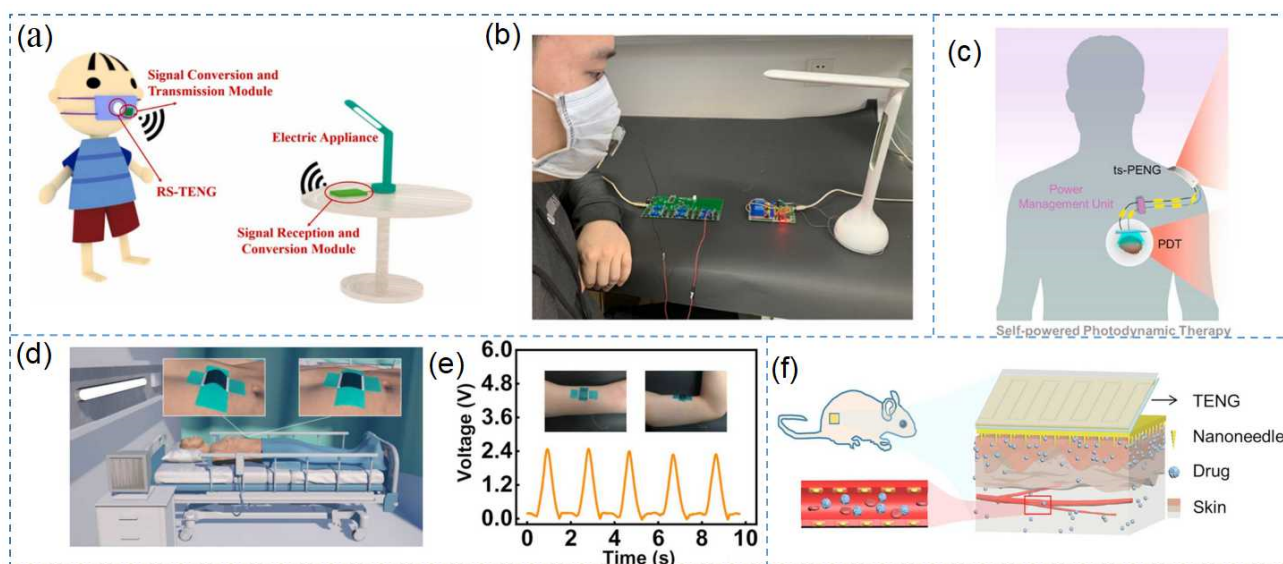 (a)
Signal Conversion and
Transmission Module
Electric Appliance
RS-TENG
Signal Reception and
Conversion Module
(b)
(c)
ts-PENG
Power
Management Unit
PDT
Self-powered Photodynamic Therapy
(d)
(e)
Voltage (V)
6.0
4.8
3.6
2.4
1.2
0.0
0 2 4 6 8 10
Time (s)
(f)
TENG
Nanoneedle
Drug
Skin